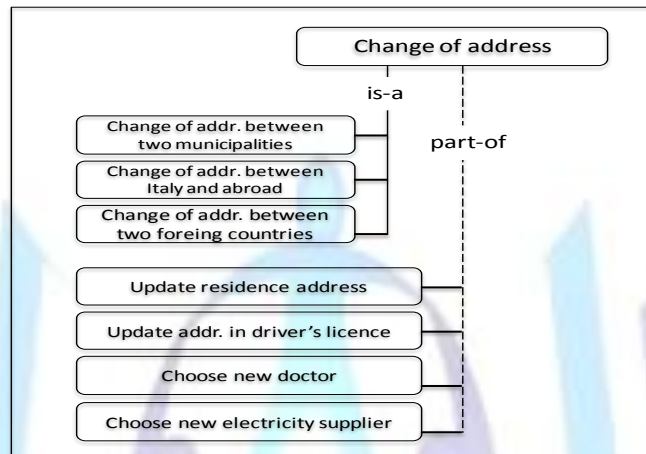 Change of address
is-a
part-of
Change of addr. between
two municipalities
Change of addr. between
Italy and abroad
Change of addr. between
two foreing countries
Update residence address
Update addr. in driver's licence
Choose new doctor
Choose new electricity supplier